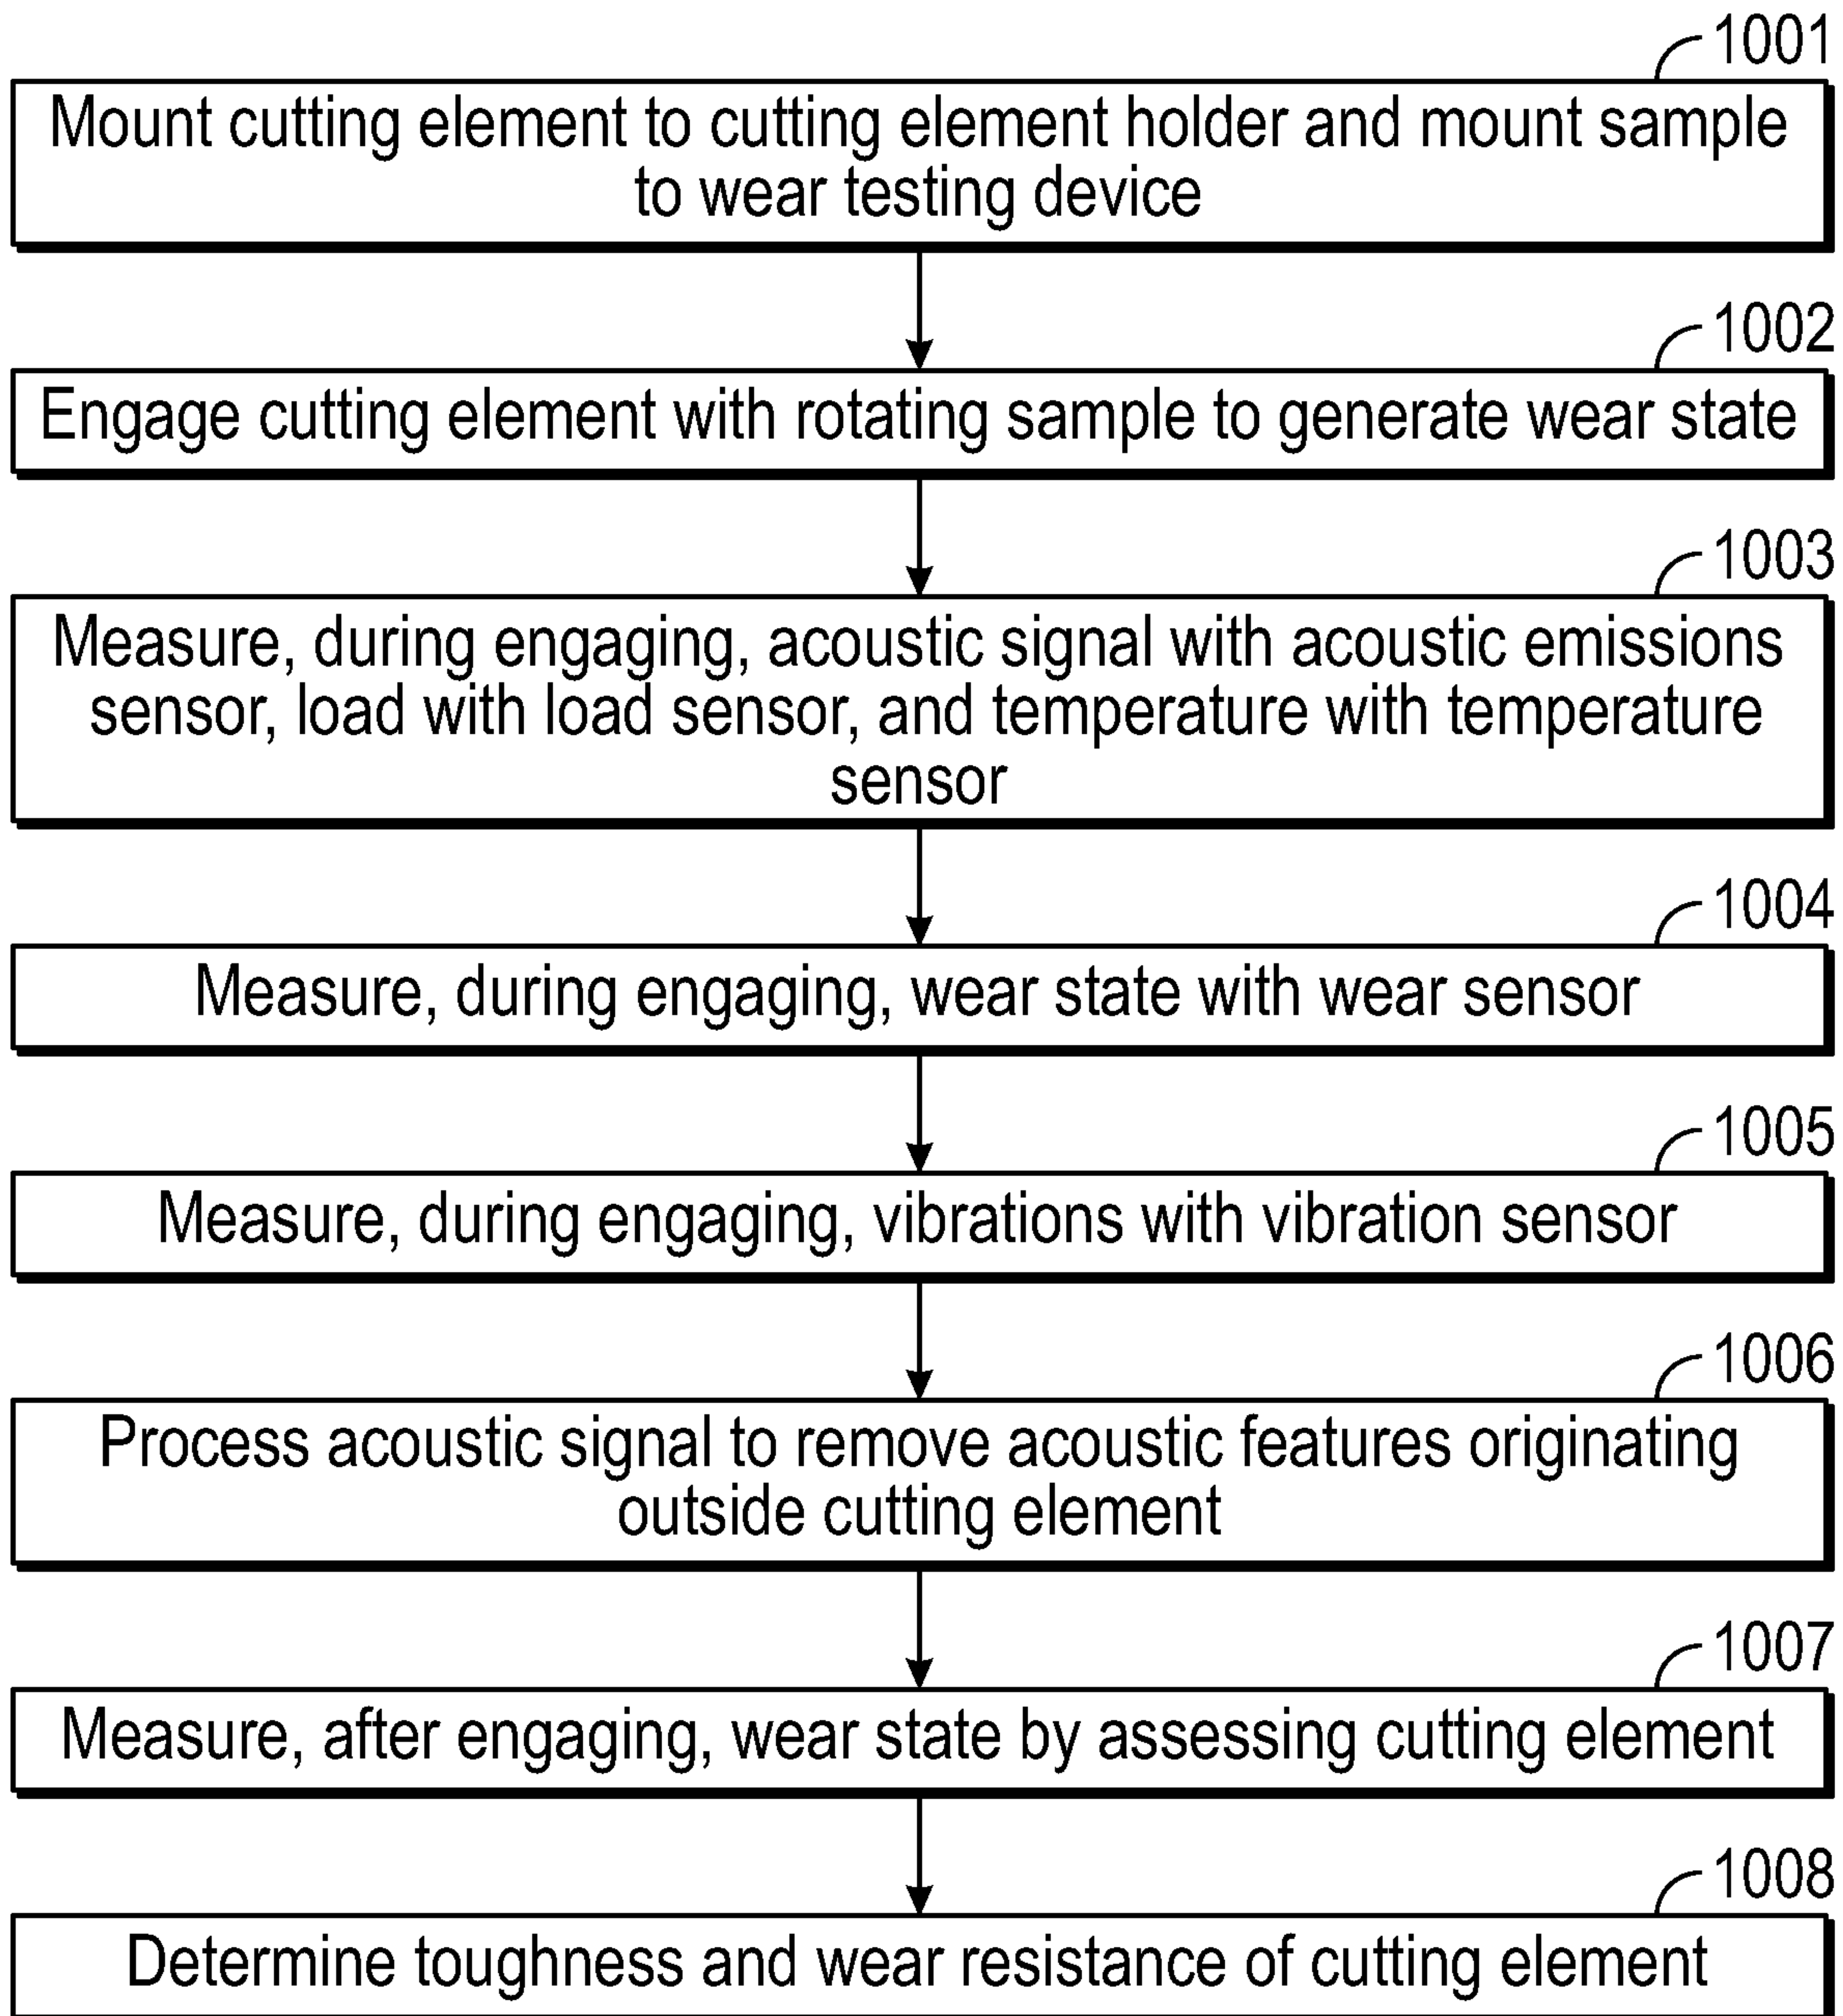 1001
Mount cutting element to cutting element holder and mount sample
to wear testing device
1002
Engage cutting element with rotating sample to generate wear state
1003
Measure, during engaging, acoustic signal with acoustic emissions
sensor, load with load sensor, and temperature with temperature
sensor
1004
Measure, during engaging, wear state with wear sensor
1005
Measure, during engaging, vibrations with vibration sensor
1006
Process acoustic signal to remove acoustic features originating
outside cutting element
1007
Measure, after engaging, wear state by assessing cutting element
1008
Determine toughness and wear resistance of cutting element